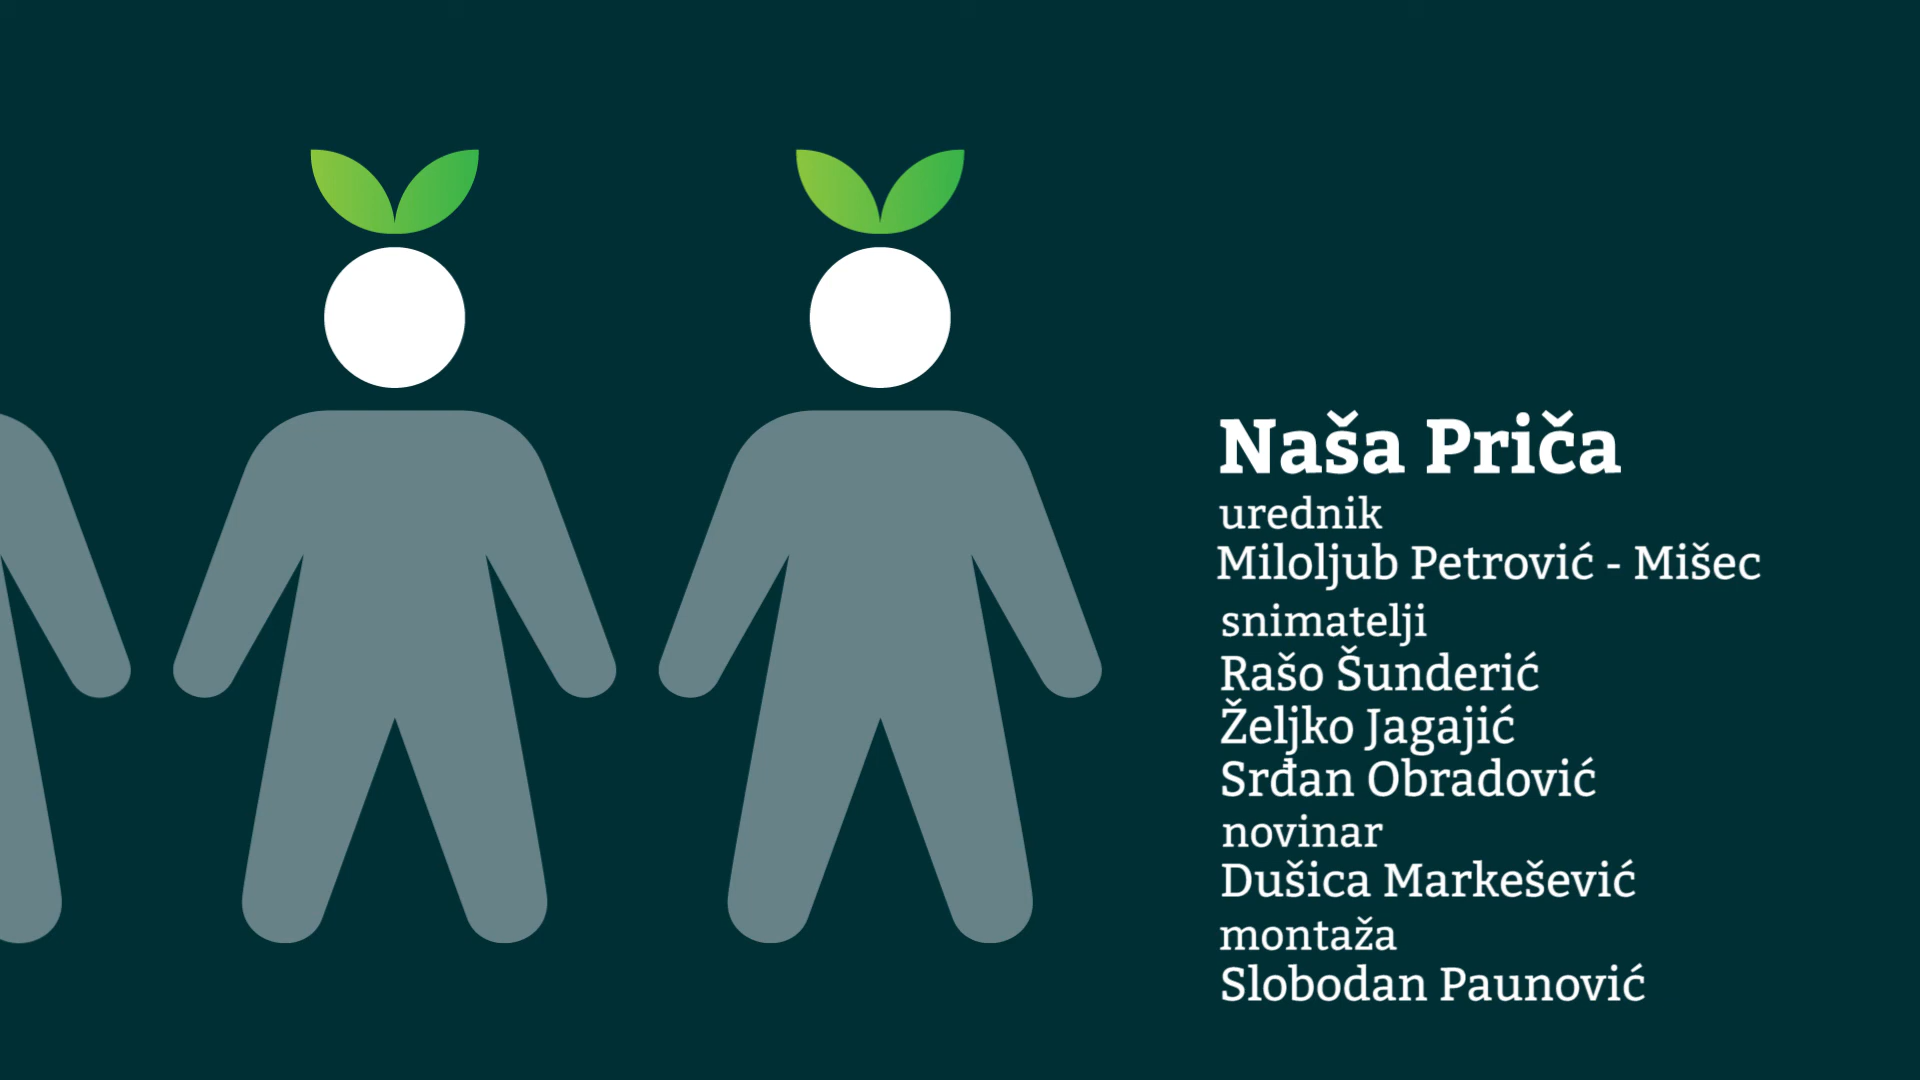 Naša Priča
urednik
Miloljub Petrović - Mišec
snimatelji
Rašo Šunderić
Željko Jagajić
Srđan Obradović
novinar
Dušica Markešević
montaža
Slobodan Paunović